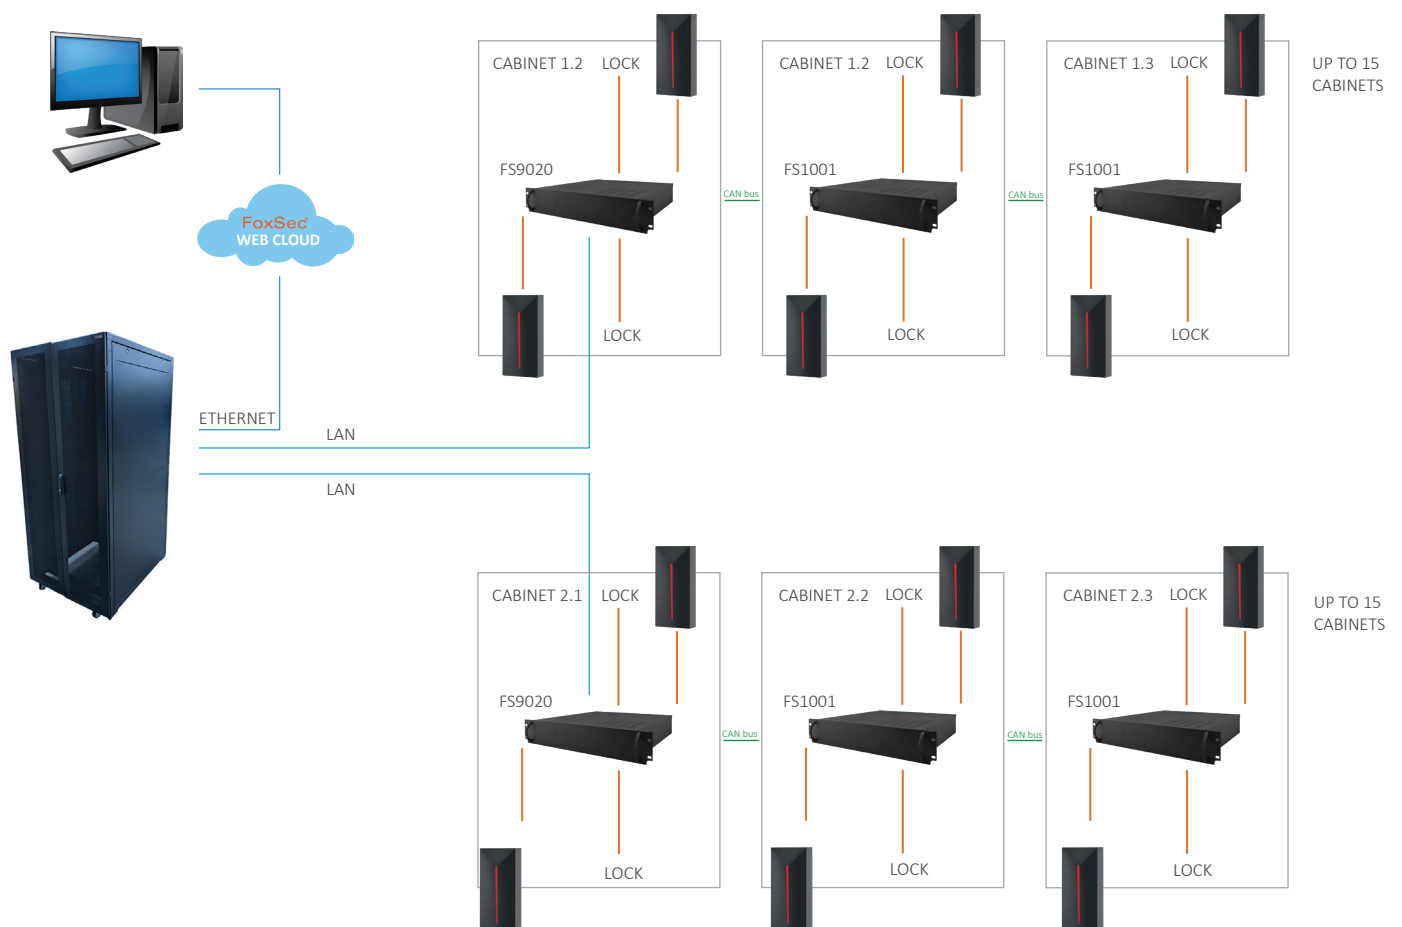 CABINET 1.2 LOCK
CABINET 1.2 LOCK
CABINET 1.3 LOCK
UP TO 15
CABINETS
FS9020
FS1001
FS1001
CAN bus
CAN bus
FoxSec
WEB CLOUD
LOCK
LOCK
LOCK
ETHERNET
LAN
LAN
CABINET 2.1 LOCK
CABINET 2.2 LOCK
CABINET 2.3 LOCK
UP TO 15
CABINETS
FS9020
FS1001
FS1001
CAN bus
CAN bus
LOCK
LOCK
LOCK